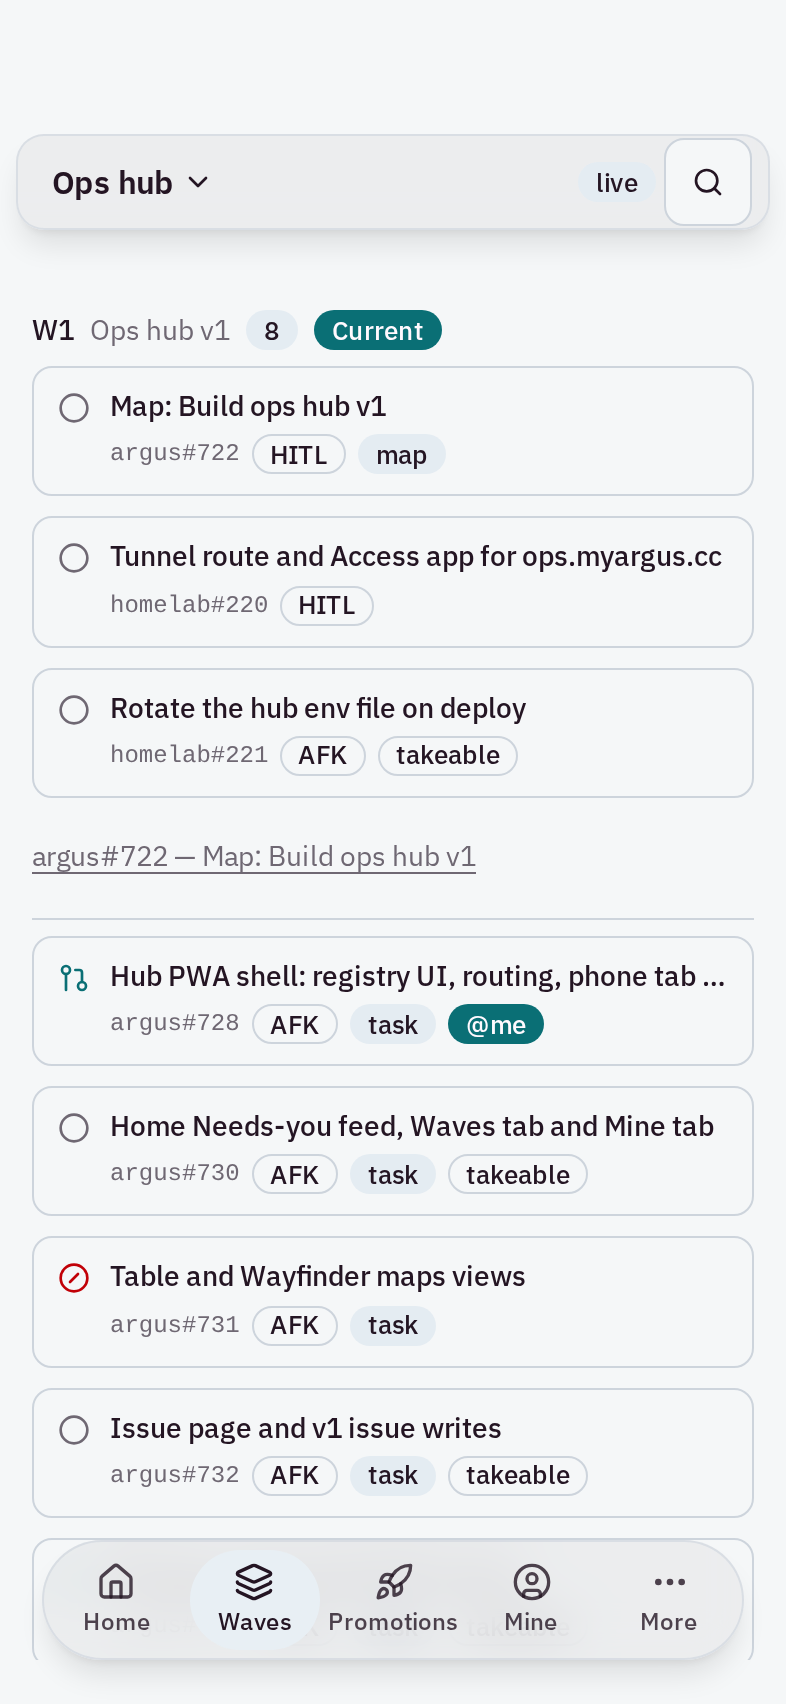 Ops hub live
W1 Ops hub v1 8 Current
Map: Build ops hub v1
argus#722 HITL map
Tunnel route and Access app for ops.myargus.cc
homelab#220 HITL
Rotate the hub env file on deploy
homelab#221 AFK takeable
argus#722 — Map: Build ops hub v1
Hub PWA shell: registry UI, routing, phone tab ...
argus#728 AFK task @me
Home Needs-you feed, Waves tab and Mine tab
argus#730 AFK task takeable
Table and Wayfinder maps views
argus#731 AFK task
Issue page and v1 issue writes
argus#732 AFK task takeable
Home Waves Promotions Mine More